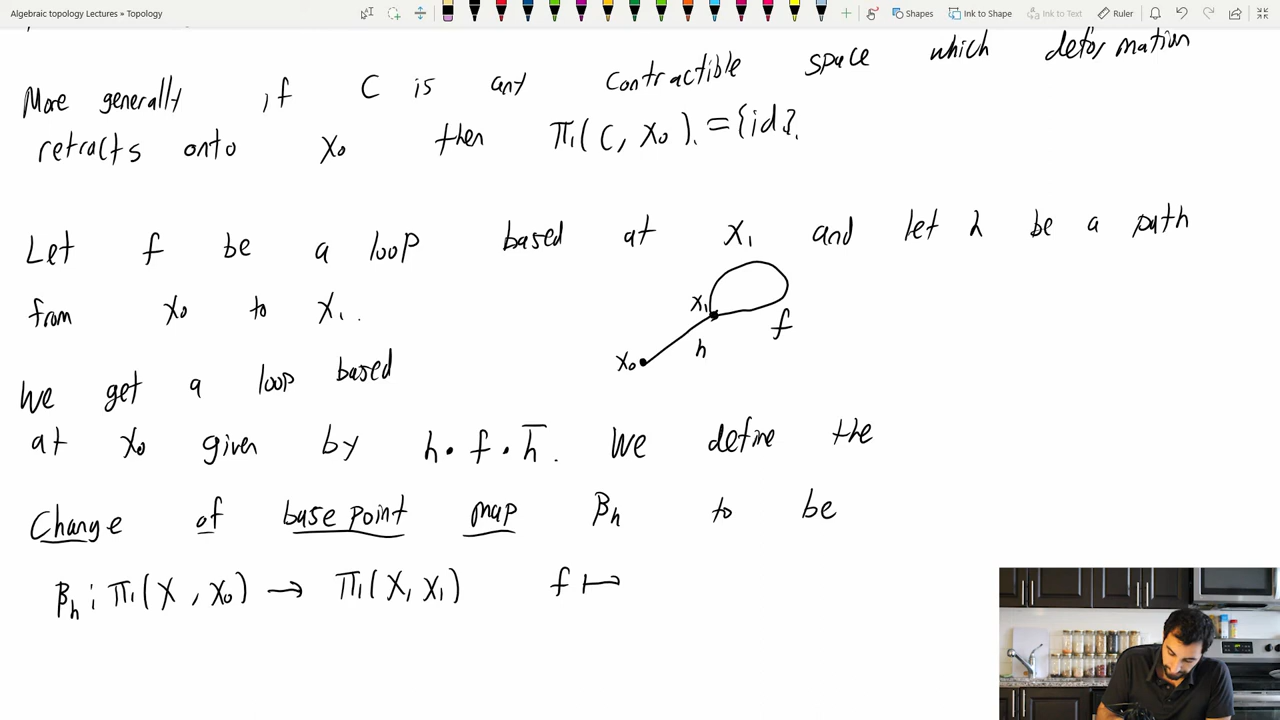 Algebraic topology Lectures – Topology
Shapes
Ink to Shape
Ink to Text
Ruler
More generally if C is any contractible space which deformation
retracts onto x₀ then π₁(C, x₀) = {id}.
Let f be a loop based at x₁ and let h be a path
from x₀ to x₁.
x₁
f
h
x₀
We get a loop based
at x₀ given by h · f · h̅. We define the
Change of base point map βₕ to be
βₕ : π₁(X, x₀) → π₁(X, x₁) f ↦